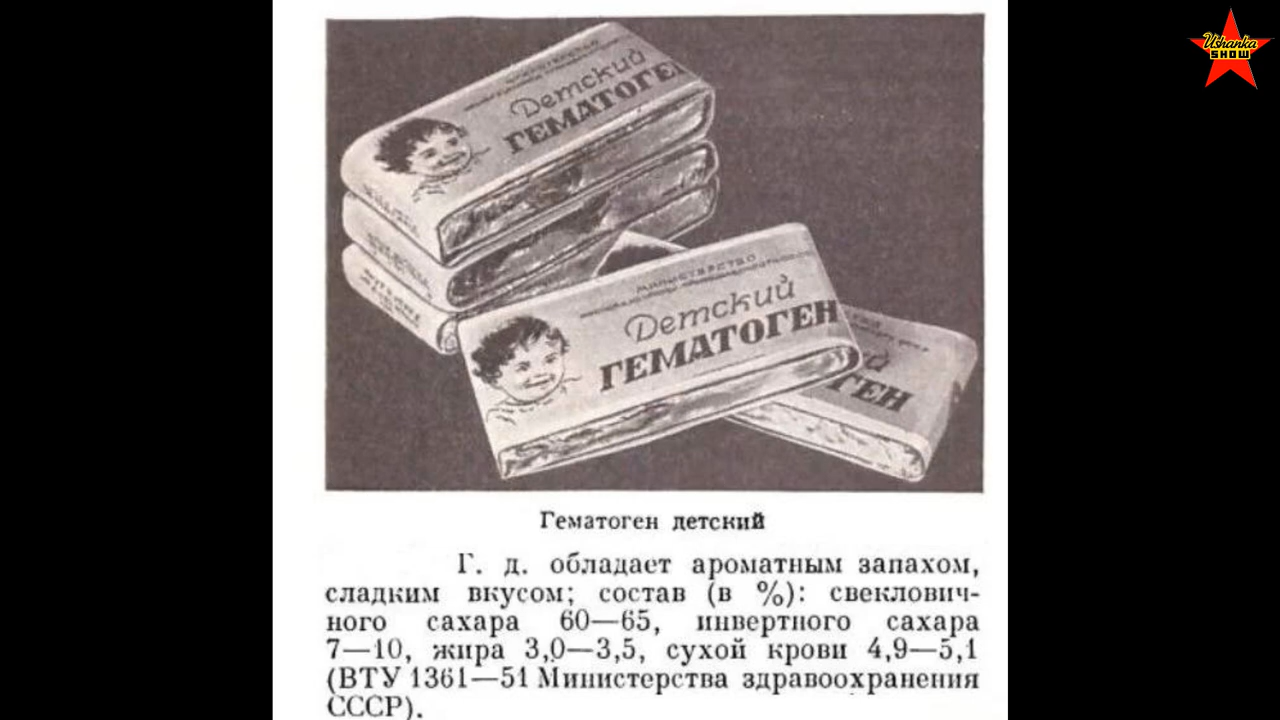 Ushanka
SHOW
Детский
ГЕМАТОГЕН
МИНИСТЕРСТВО
Детский
ГЕМАТОГЕН
ГЕН
Гематоген детский
Г. д. обладает ароматным запахом,
сладким вкусом; состав (в %): свеклович-
ного сахара 60—65, инвертного сахара
7—10, жира 3,0—3,5, сухой крови 4,9—5,1
(ВТУ 1361—51 Министерства здравоохранения
СССР).